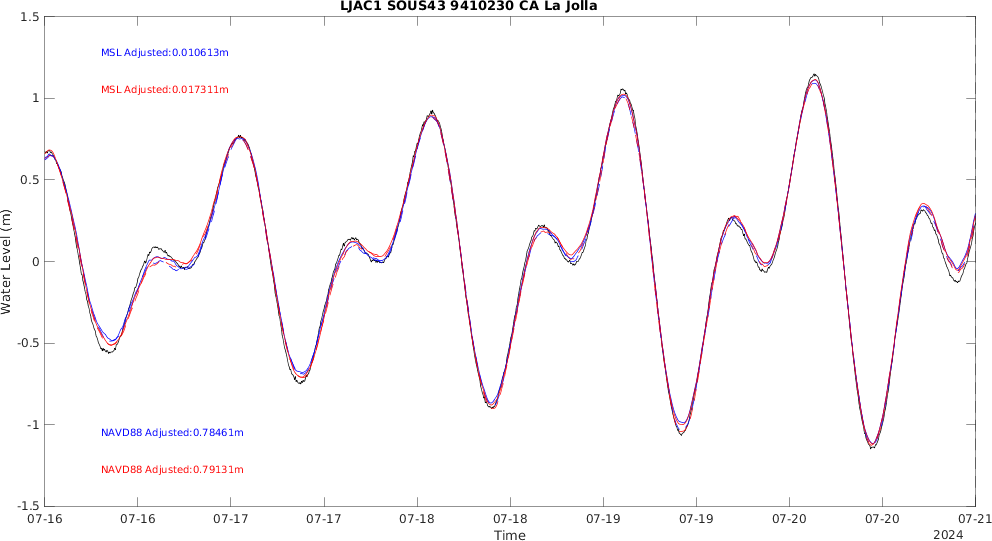 LJAC1 SOUS43 9410230 CA La Jolla
1.5
MSL Adjusted:0.010613m
MSL Adjusted:0.017311m
1
0.5
0
Water Level (m)
-0.5
-1
NAVD88 Adjusted:0.78461m
NAVD88 Adjusted:0.79131m
-1.5
07-16 07-16 07-17 07-17 07-18 07-18 07-19 07-19 07-20 07-20 07-21
Time 2024